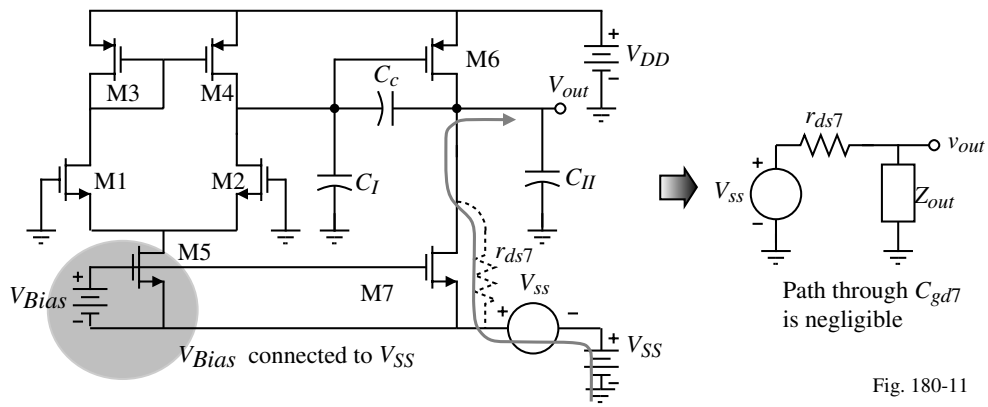 M3
M4
M6
V_DD
C_c
V_out
M1
M2
C_I
C_II
M5
M7
r_ds7
V_Bias
V_ss
V_Bias connected to V_SS
V_SS
r_ds7
v_out
V_ss
Z_out
Path through C_gd7
is negligible
Fig. 180-11
+
−
+
−
+
−
+
−
+
−